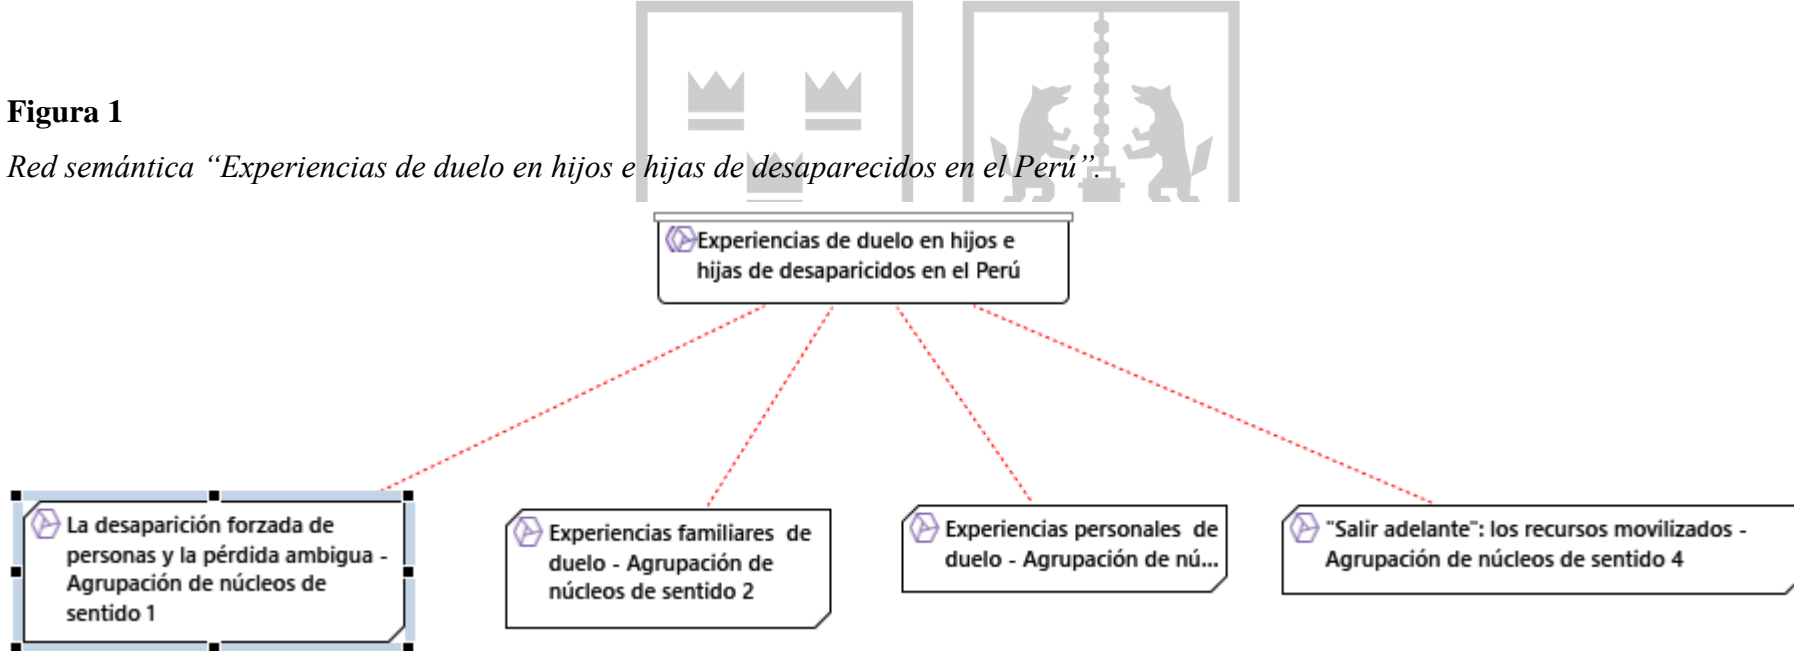 Figura 1
Red semántica “Experiencias de duelo en hijos e hijas de desaparecidos en el Perú”.
Experiencias de duelo en hijos e
hijas de desaparicidos en el Perú
La desaparición forzada de
personas y la pérdida ambigua -
Agrupación de núcleos de
sentido 1
Experiencias familiares de
duelo - Agrupación de
núcleos de sentido 2
Experiencias personales de
duelo - Agrupación de nú...
"Salir adelante": los recursos movilizados -
Agrupación de núcleos de sentido 4